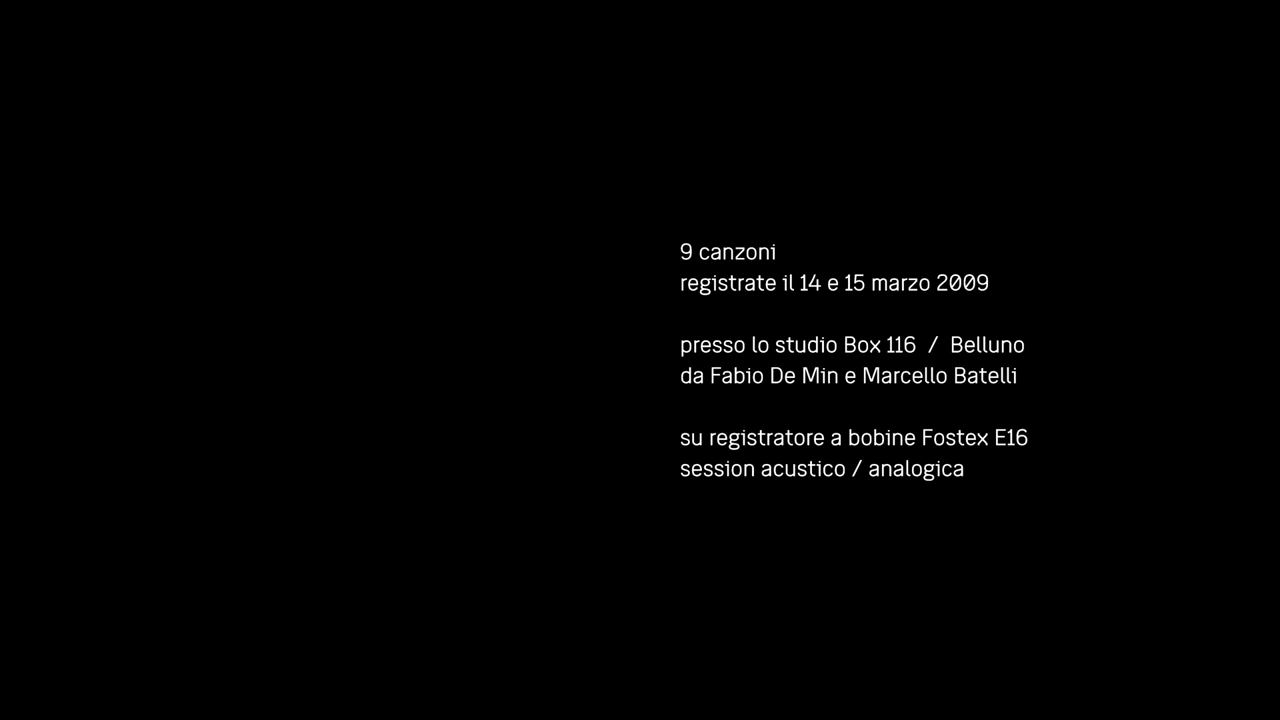 9 canzoni
registrate il 14 e 15 marzo 2009
presso lo studio Box 116 / Belluno
da Fabio De Min e Marcello Batelli
su registratore a bobine Fostex E16
session acustico / analogica